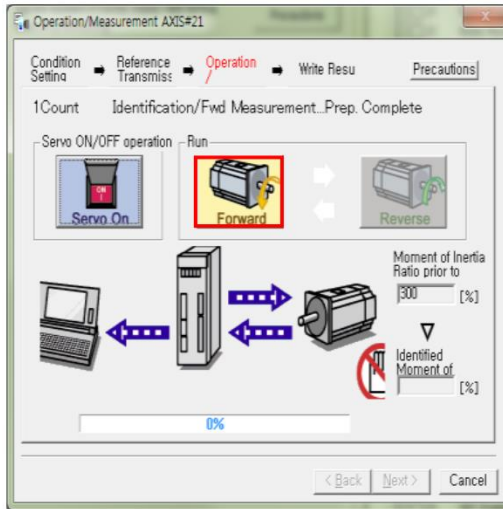 Operation/Measurement AXIS#21
Condition Setting
Reference Transmiss
Operation /
Write Resu
Precautions
1Count Identification/Fwd Measurement...Prep. Complete
Servo ON/OFF operation
Run
ON
I
Servo On
Forward
Reverse
Moment of Inertia
Ratio prior to
300 [%]
Identified
Moment of
[%]
0%
< Back
Next >
Cancel